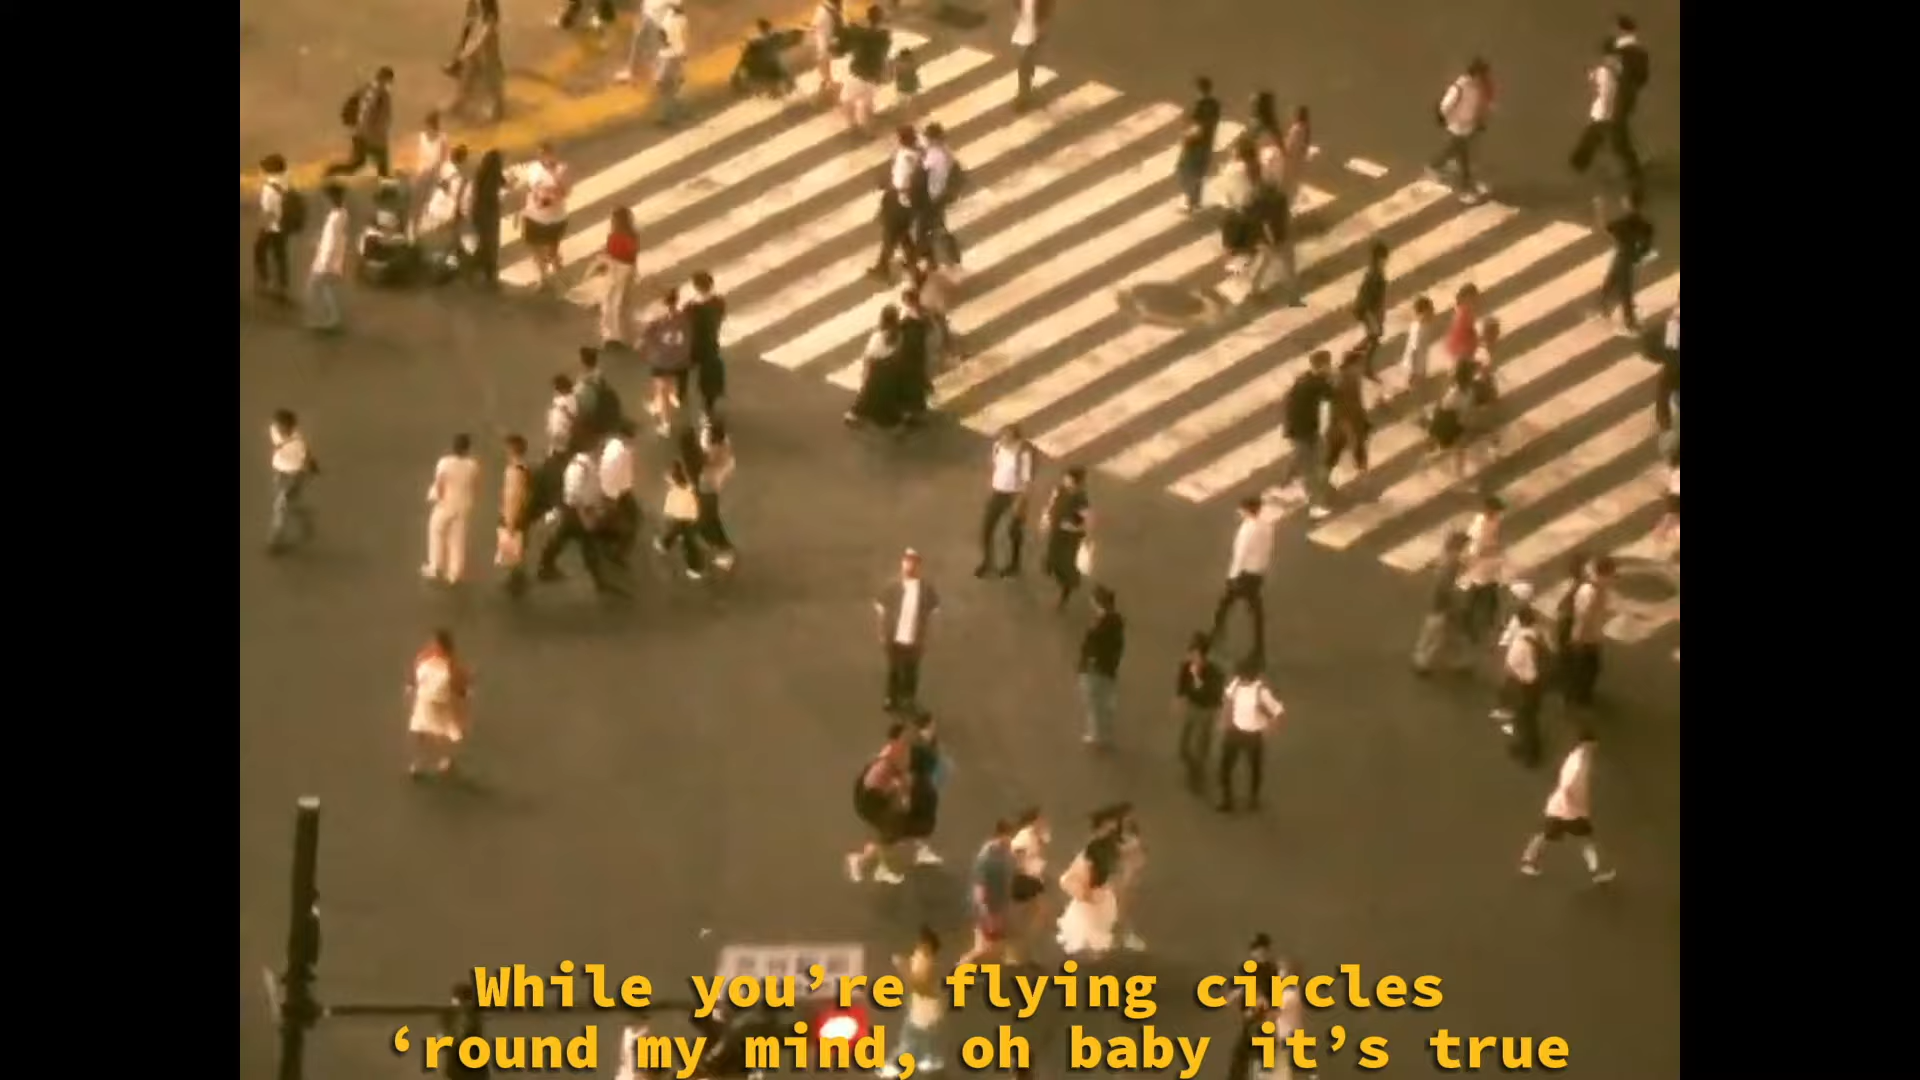 While you’re flying circles
‘round my mind, oh baby it’s true